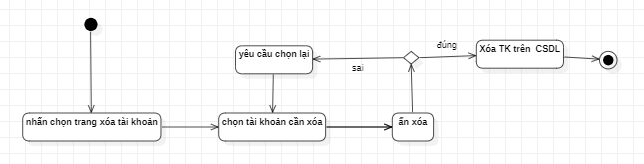 đúng
Xóa TK trên CSDL
yêu cầu chọn lại
sai
nhấn chọn trang xóa tài khoản
chọn tài khoản cần xóa
ấn xóa